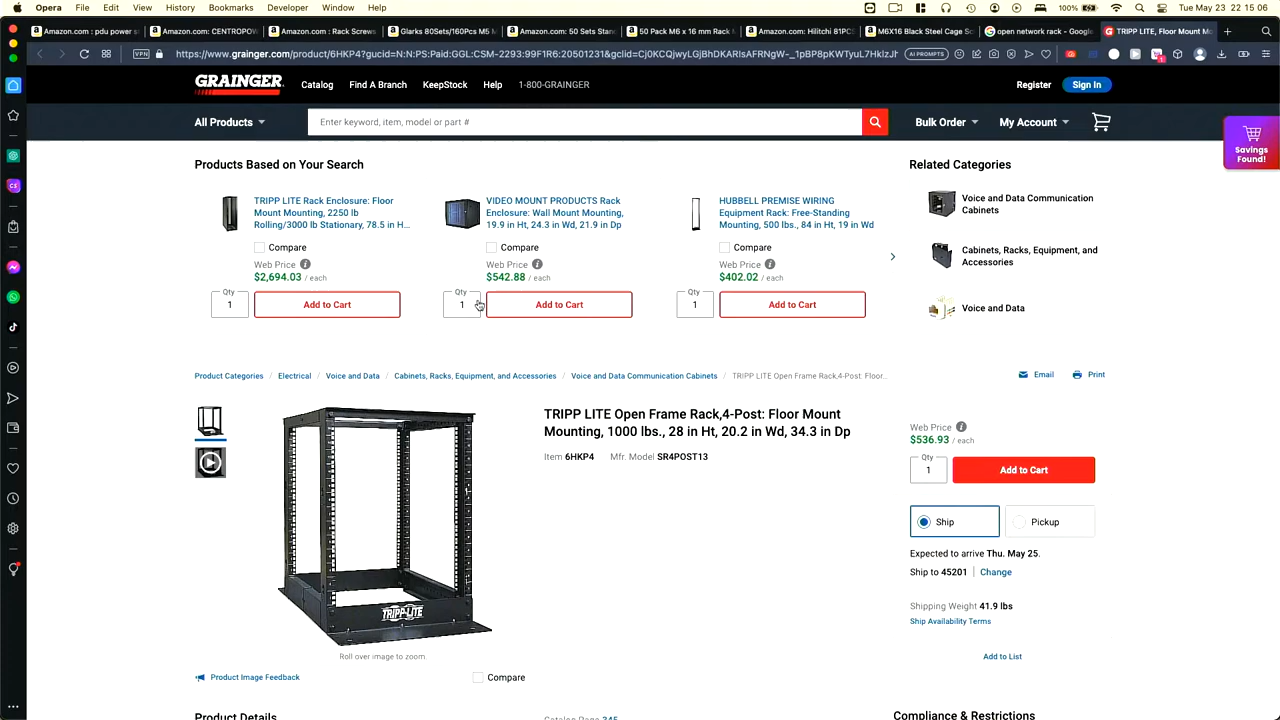 Opera File Edit View History Bookmarks Developer Window Help 100% Tue May 23 22 15 06
Amazon.com : pdu power s
Amazon.com: CENTROPOW
Amazon.com : Rack Screws
Glarks 80Sets/160Pcs M5 M
Amazon.com: 50 Sets Stand
50 Pack M6 x 16 mm Rack M
Amazon.com: Hilitchi 81PCS
M6X16 Black Steel Cage Sc
open network rack - Google
TRIPP LITE, Floor Mount Mo
VPN
https://www.grainger.com/product/6HKP4?gucid=N:N:PS:Paid:GGL:CSM-2293:99F1R6:20501231&gclid=Cj0KCQjwyLGjBhDKARIsAFRNgW-_1pBP8pKWTyuL7HkIzJh
AI PROMPTS
GRAINGER
Catalog Find A Branch KeepStock Help 1-800-GRAINGER
Register Sign In
All Products
Enter keyword, item, model or part #
Bulk Order My Account
Savings
Found!
Products Based on Your Search
TRIPP LITE Rack Enclosure: Floor
Mount Mounting, 2250 lb
Rolling/3000 lb Stationary, 78.5 in H...
Compare
Web Price
$2,694.03 / each
Qty
1
Add to Cart
VIDEO MOUNT PRODUCTS Rack
Enclosure: Wall Mount Mounting,
19.9 in Ht, 24.3 in Wd, 21.9 in Dp
Compare
Web Price
$542.88 / each
Qty
1
Add to Cart
HUBBELL PREMISE WIRING
Equipment Rack: Free-Standing
Mounting, 500 lbs., 84 in Ht, 19 in Wd
Compare
Web Price
$402.02 / each
Qty
1
Add to Cart
Related Categories
Voice and Data Communication
Cabinets
Cabinets, Racks, Equipment, and
Accessories
Voice and Data
Product Categories / Electrical / Voice and Data / Cabinets, Racks, Equipment, and Accessories / Voice and Data Communication Cabinets / TRIPP LITE Open Frame Rack,4-Post: Floor...
Email Print
TRIPP-LITE
Roll over image to zoom.
Product Image Feedback
Compare
TRIPP LITE Open Frame Rack,4-Post: Floor Mount
Mounting, 1000 lbs., 28 in Ht, 20.2 in Wd, 34.3 in Dp
Item 6HKP4 Mfr. Model SR4POST13
Web Price
$536.93 / each
Qty
1
Add to Cart
Ship
Pickup
Expected to arrive Thu. May 25.
Ship to 45201 | Change
Shipping Weight 41.9 lbs
Ship Availability Terms
Add to List
Product Details
Catalog Page 345
Compliance & Restrictions